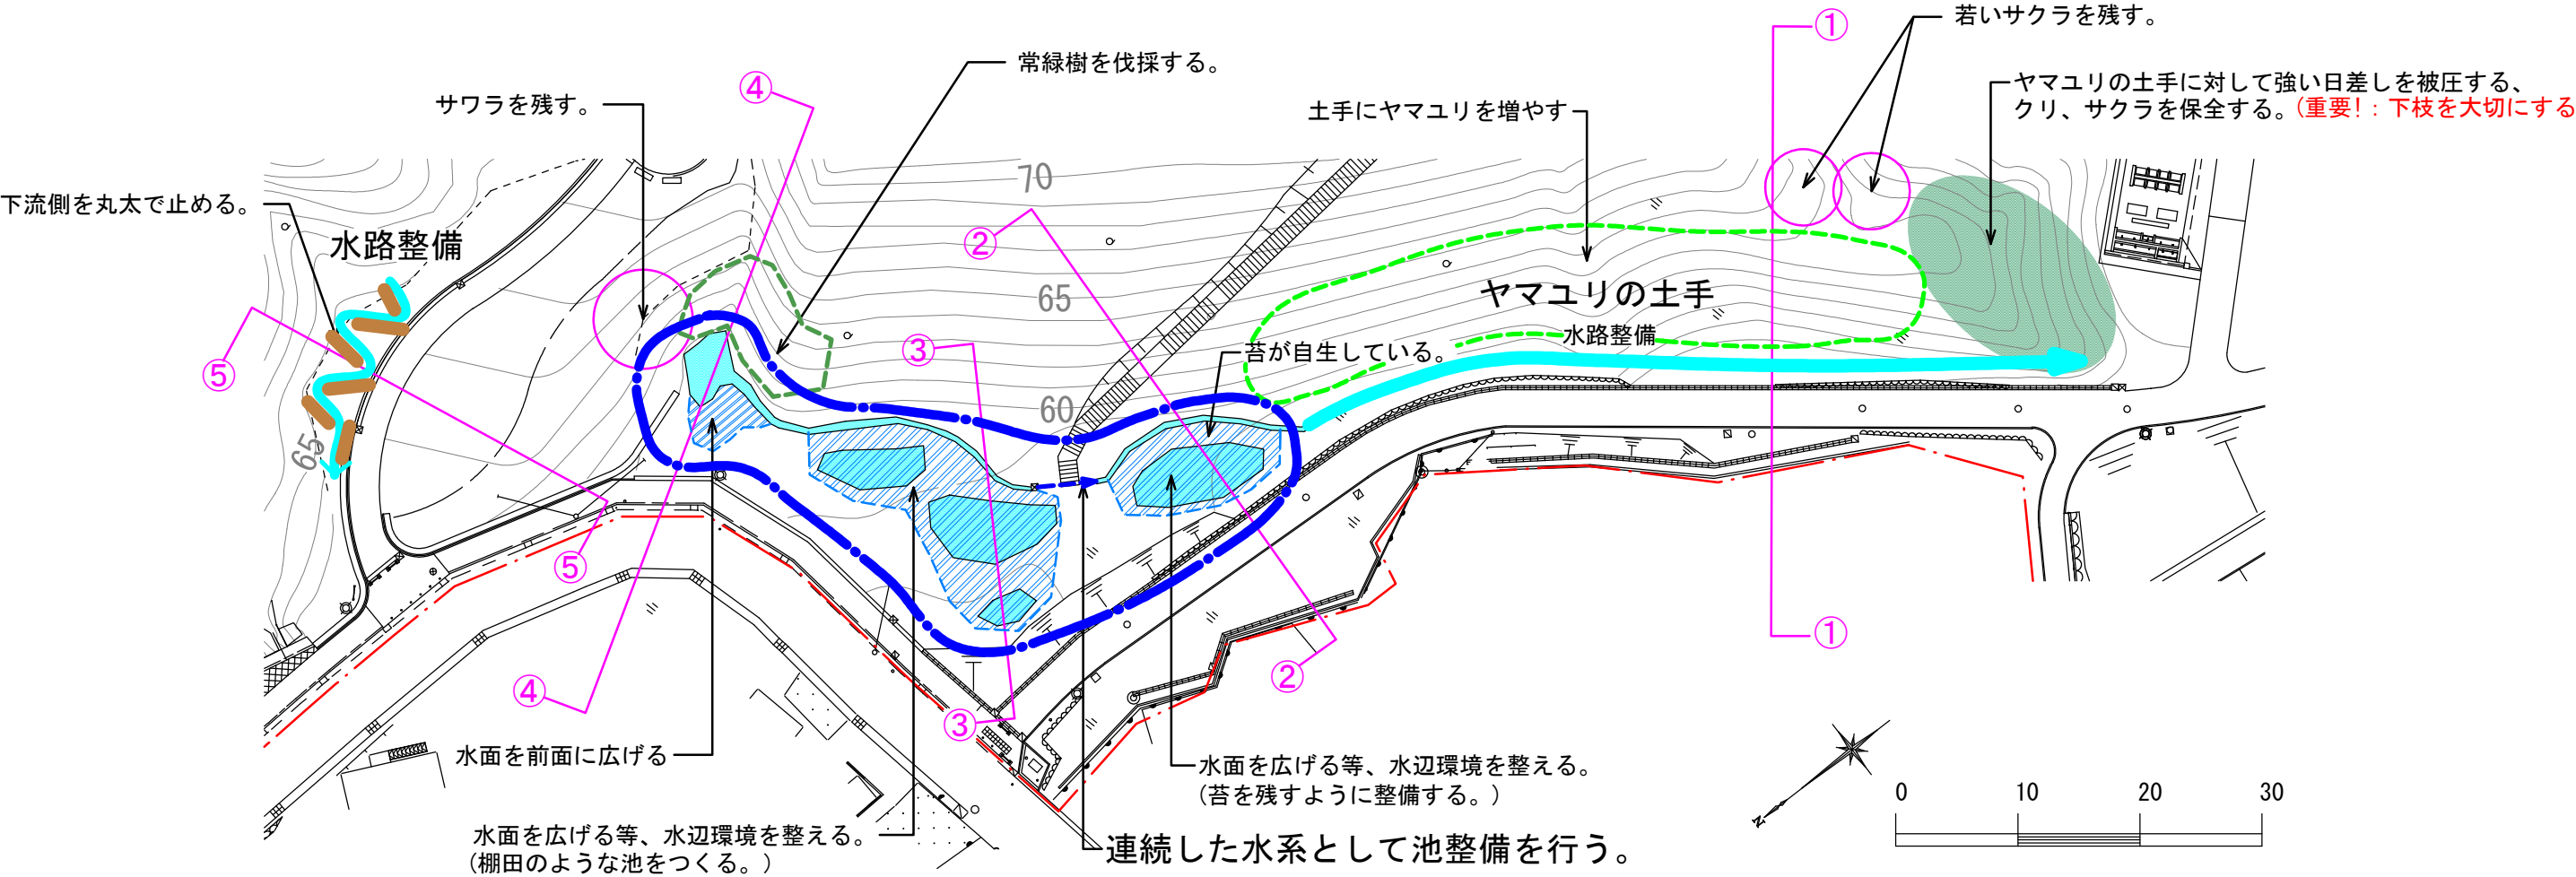 ①
若いサクラを残す。
常緑樹を伐採する。
④
サワラを残す。
土手にヤマユリを増やす
ヤマユリの土手に対して強い日差しを被圧する、
クリ、サクラを保全する。(重要!:下枝を大切にする
70
下流側を丸太で止める。
水路整備
②
65
ヤマユリの土手
水路整備
③
苔が自生している。
⑤
60
65
⑤
①
②
④
③
水面を前面に広げる
水面を広げる等、水辺環境を整える。
(苔を残すように整備する。)
水面を広げる等、水辺環境を整える。
(棚田のような池をつくる。)
連続した水系として池整備を行う。
N
0 10 20 30